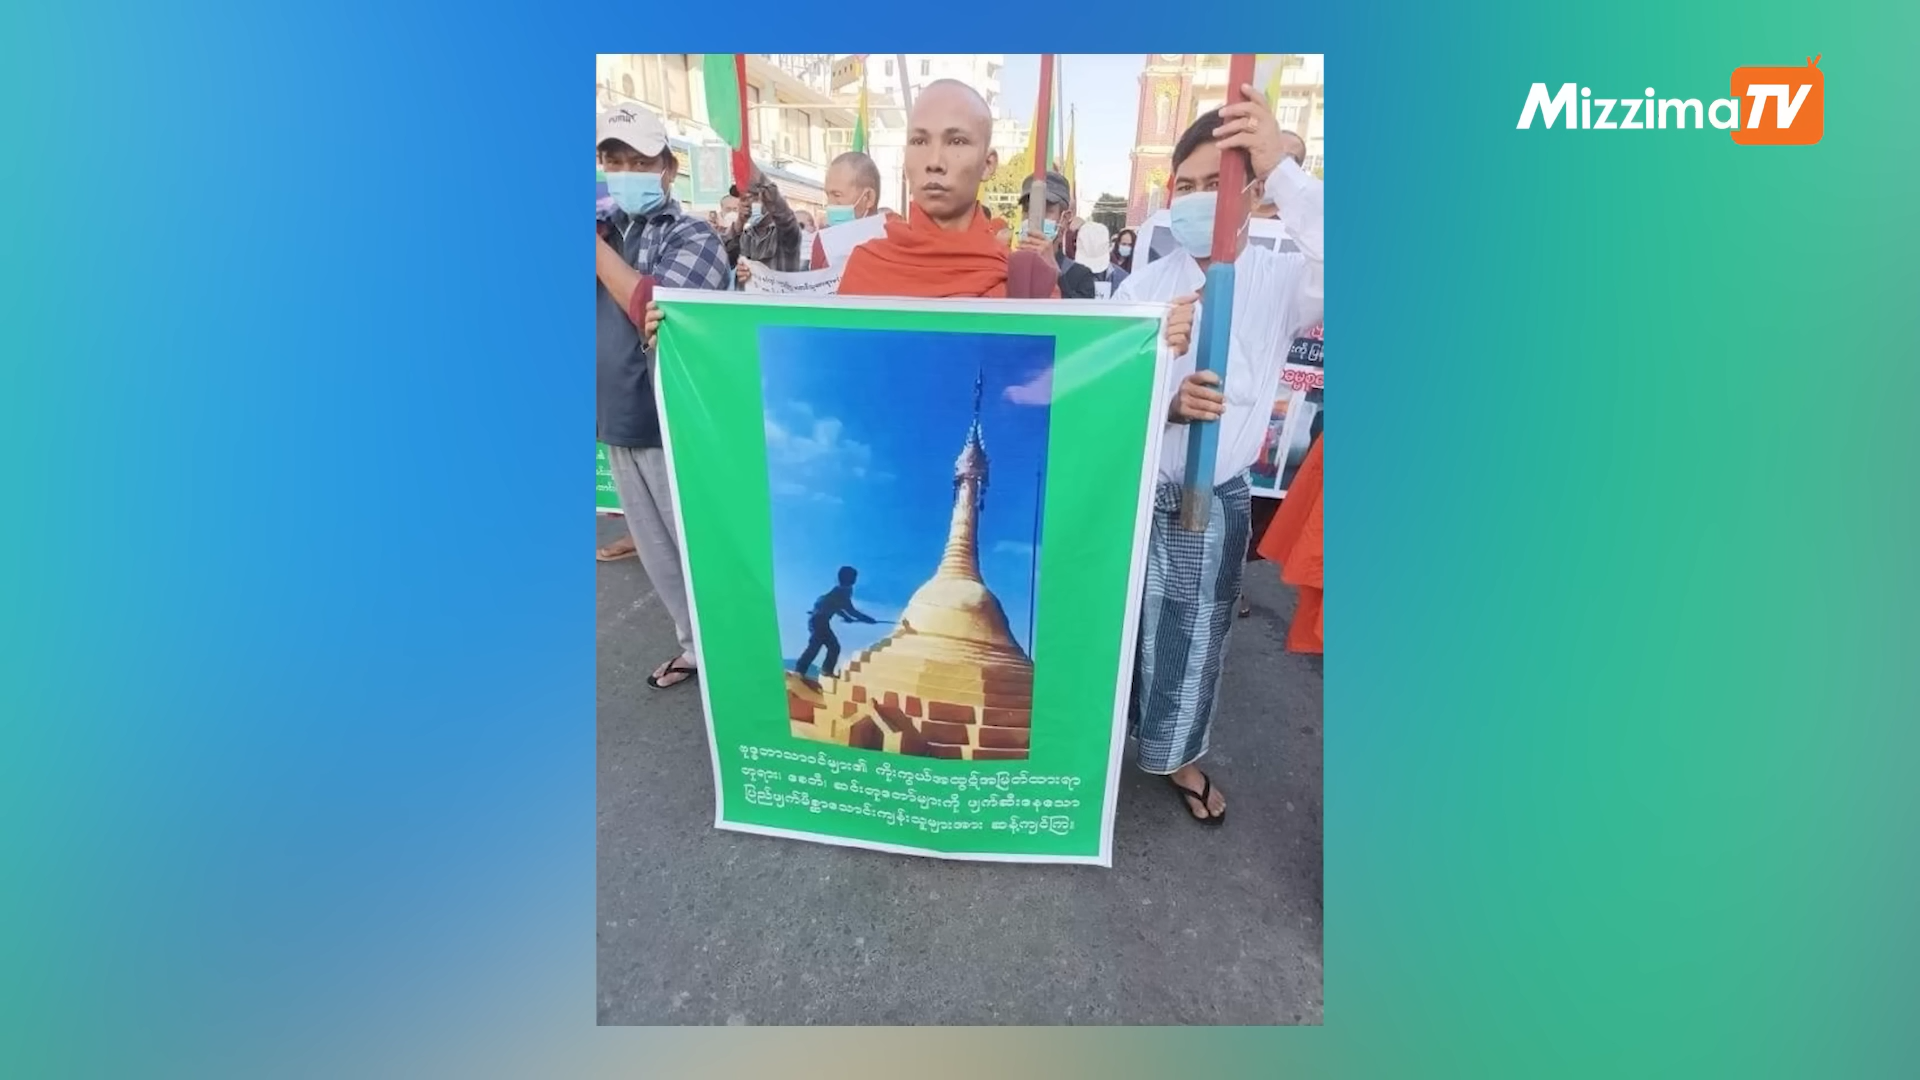 MizzimaTV
PUMA
ဗုဒ္ဓဘာသာဝင်များ၏ ကိုးကွယ်အထွဋ်အမြတ်ထားရာ
ဘုရား၊ စေတီ၊ ဆင်းတုတော်များကို ဖျက်ဆီးနေသော
ပြည်ဖျက်မိစ္ဆာသောင်းကျန်းသူများအား ဆန့်ကျင်ကြ။